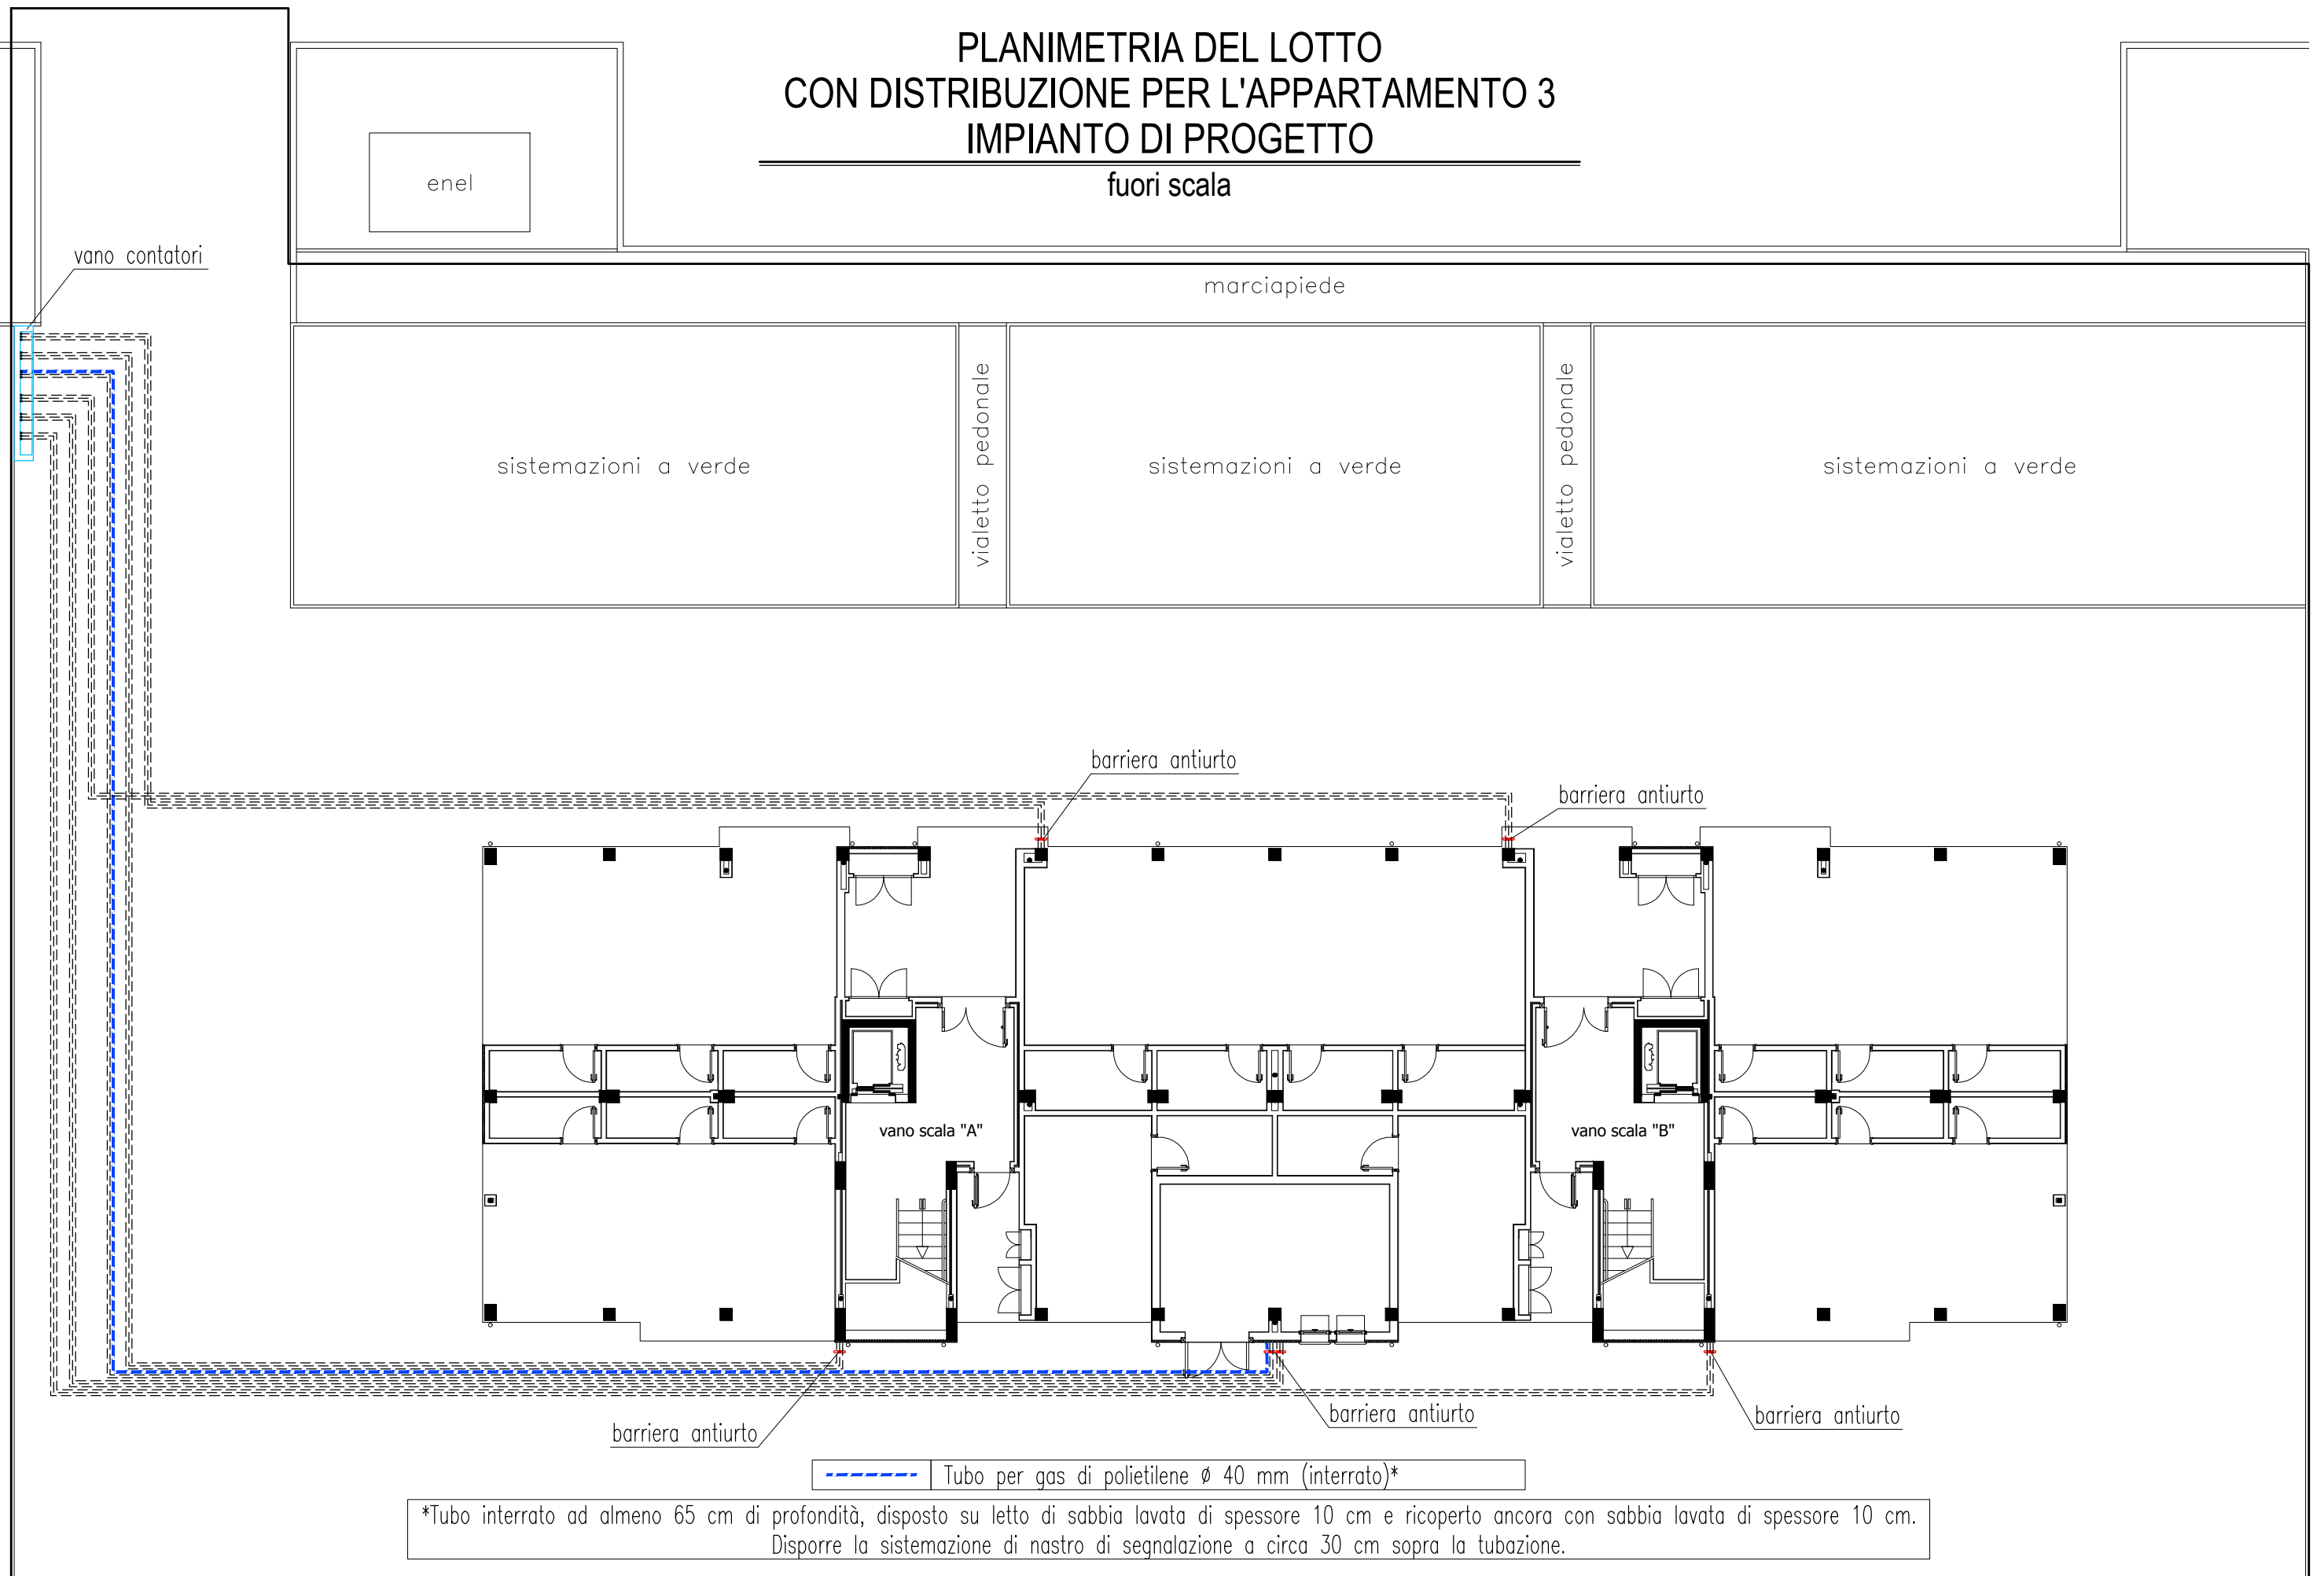 PLANIMETRIA DEL LOTTO
CON DISTRIBUZIONE PER L'APPARTAMENTO 3
IMPIANTO DI PROGETTO
fuori scala
enel
vano contatori
marciapiede
vialetto pedonale
vialetto pedonale
sistemazioni a verde
sistemazioni a verde
sistemazioni a verde
barriera antiurto
barriera antiurto
vano scala "A"
vano scala "B"
barriera antiurto
barriera antiurto
barriera antiurto
Tubo per gas di polietilene ø 40 mm (interrato)*
*Tubo interrato ad almeno 65 cm di profondità, disposto su letto di sabbia lavata di spessore 10 cm e ricoperto ancora con sabbia lavata di spessore 10 cm.
Disporre la sistemazione di nastro di segnalazione a circa 30 cm sopra la tubazione.